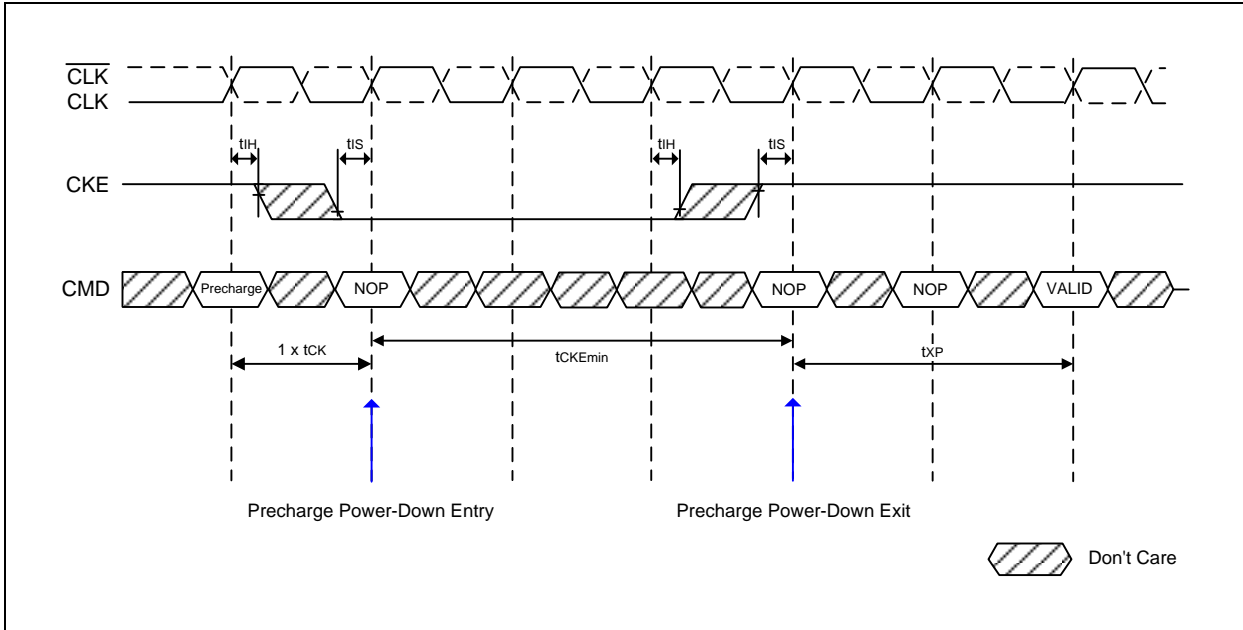 CLK
CLK
tIH
tIS
tIH
tIS
CKE
CMD
Precharge
NOP
NOP
NOP
VALID
1 x tCK
tCKEmin
tXP
Precharge Power-Down Entry
Precharge Power-Down Exit
Don't Care